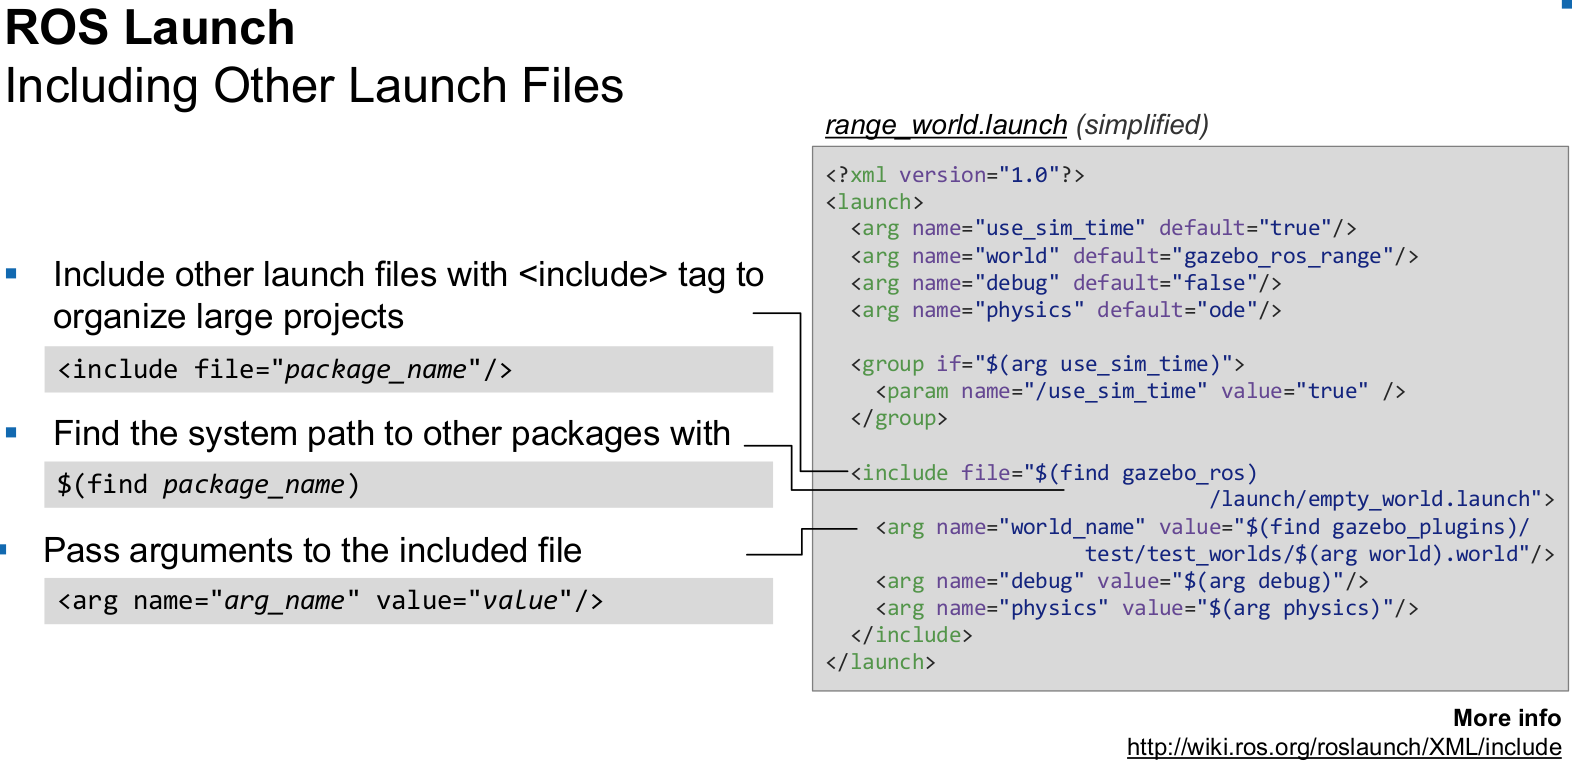 ROS Launch
Including Other Launch Files
Include other launch files with <include> tag to
organize large projects
<include file="package_name"/>
Find the system path to other packages with
$(find package_name)
Pass arguments to the included file
<arg name="arg_name" value="value"/>
range_world.launch (simplified)
<?xml version="1.0"?>
<launch>
<arg name="use_sim_time" default="true"/>
<arg name="world" default="gazebo_ros_range"/>
<arg name="debug" default="false"/>
<arg name="physics" default="ode"/>
<group if="$(arg use_sim_time)">
<param name="/use_sim_time" value="true" />
</group>
<include file="$(find gazebo_ros)
/launch/empty_world.launch">
<arg name="world_name" value="$(find gazebo_plugins)/
test/test_worlds/$(arg world).world"/>
<arg name="debug" value="$(arg debug)"/>
<arg name="physics" value="$(arg physics)"/>
</include>
</launch>
More info
http://wiki.ros.org/roslaunch/XML/include